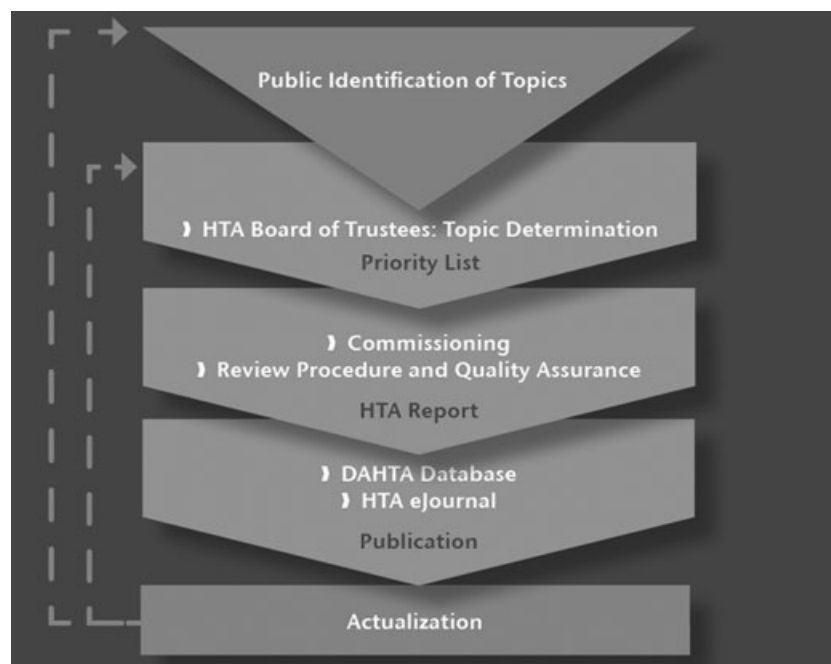 Public Identification of Topics
❫ HTA Board of Trustees: Topic Determination
Priority List
❫ Commissioning
❫ Review Procedure and Quality Assurance
HTA Report
❫ DAHTA Database
❫ HTA eJournal
Publication
Actualization